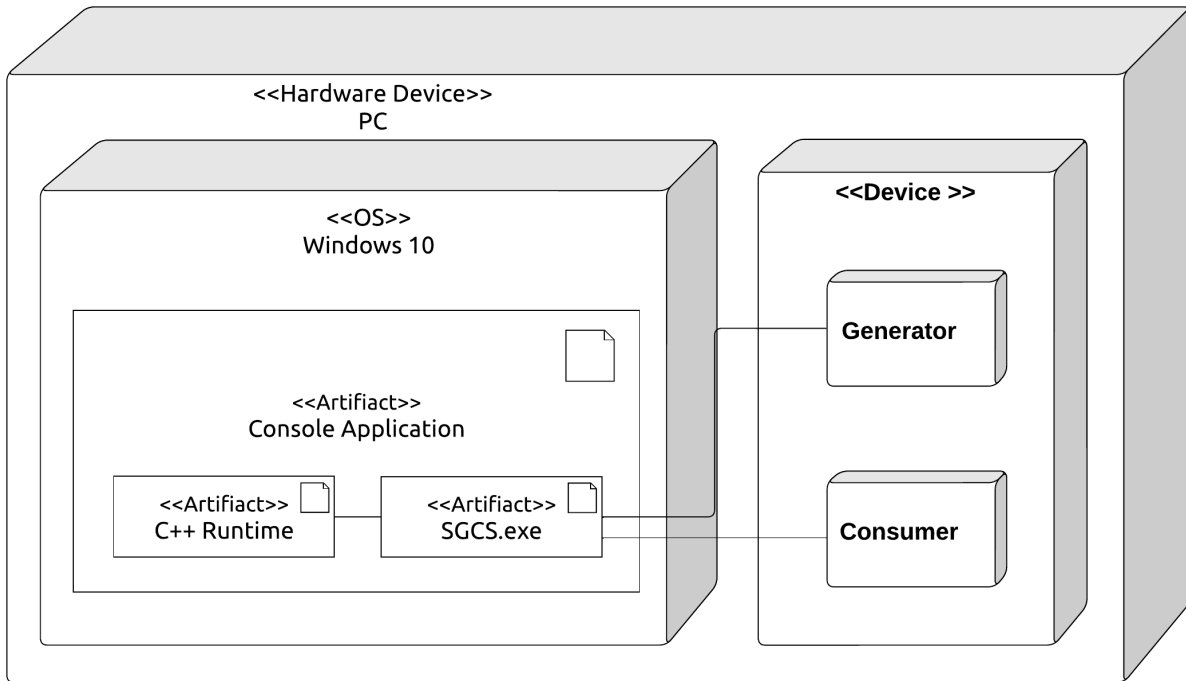 <<Hardware Device>>
PC
<<OS>>
Windows 10
<<Artifiact>>
Console Application
<<Artifiact>>
C++ Runtime
<<Artifiact>>
SGCS.exe
<<Device >>
Generator
Consumer